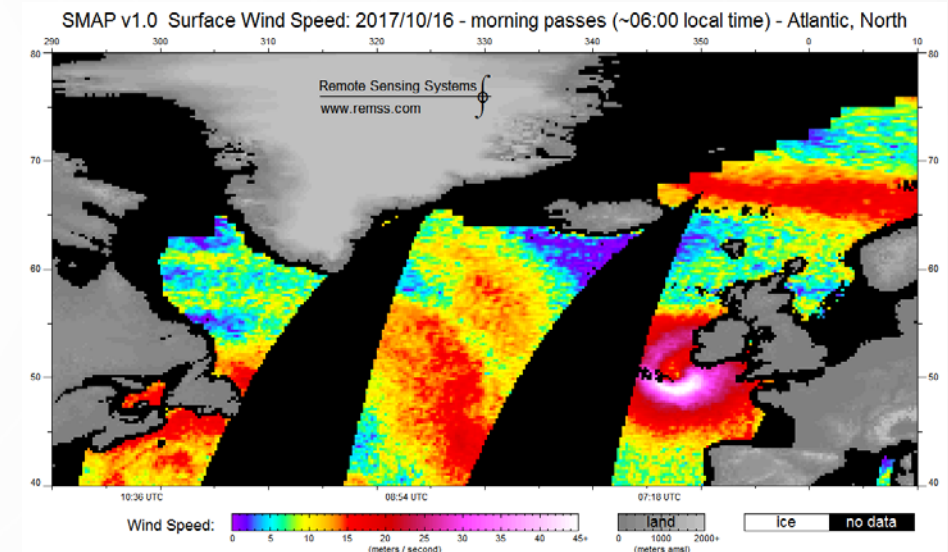 SMAP v1.0 Surface Wind Speed: 2017/10/16 - morning passes (~06:00 local time) - Atlantic, North
290 300 310 320 330 340 350 0 10
80 80
Remote Sensing Systems
www.remss.com
70 70
60 60
50 50
40 40
10:36 UTC 08:54 UTC 07:18 UTC
Wind Speed: land ice no data
0 5 10 15 20 25 30 35 40 45+ 0 1000 2000+
(meters / second) (meters amsl)